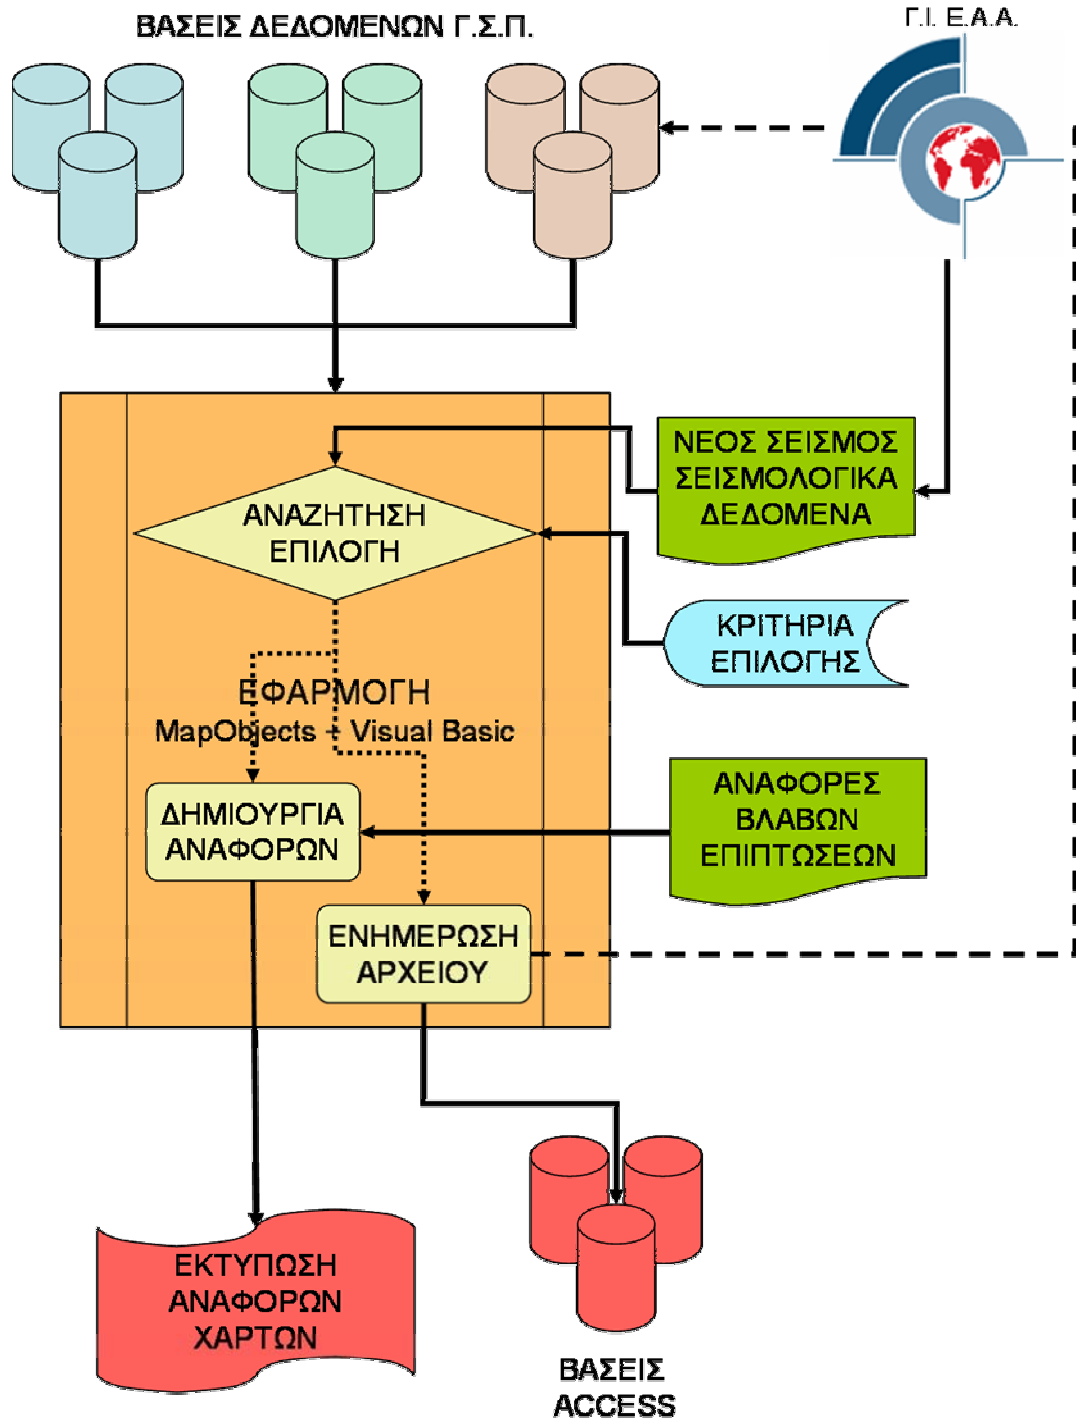 ΒΑΣΕΙΣ ΔΕΔΟΜΕΝΩΝ Γ.Σ.Π.
Γ.Ι. Ε.Α.Α.
ΝΕΟΣ ΣΕΙΣΜΟΣ
ΣΕΙΣΜΟΛΟΓΙΚΑ
ΔΕΔΟΜΕΝΑ
ΑΝΑΖΗΤΗΣΗ
ΕΠΙΛΟΓΗ
ΚΡΙΤΗΡΙΑ
ΕΠΙΛΟΓΗΣ
ΕΦΑΡΜΟΓΗ
MapObjects + Visual Basic
ΑΝΑΦΟΡΕΣ
ΒΛΑΒΩΝ
ΕΠΙΠΤΩΣΕΩΝ
ΔΗΜΙΟΥΡΓΙΑ
ΑΝΑΦΟΡΩΝ
ΕΝΗΜΕΡΩΣΗ
ΑΡΧΕΙΟΥ
ΕΚΤΥΠΩΣΗ
ΑΝΑΦΟΡΩΝ
ΧΑΡΤΩΝ
ΒΑΣΕΙΣ
ACCESS